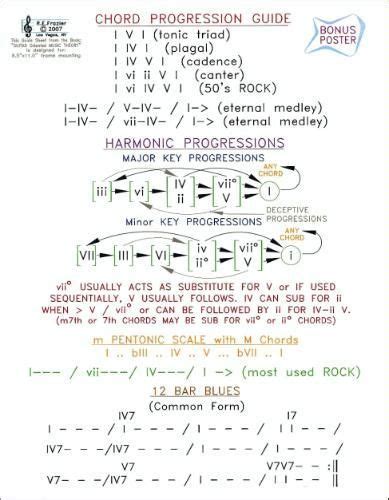 CHORD PROGRESSION GUIDE
R.E.Frazier
© 2007
Las Vegas, NV
This Guide Sheet from the Book;
"GUITAR Oriented MUSIC THEORY"
is designed for
8.5"x11.0" frame mounting
BONUS
POSTER
I V I (tonic triad)
I IV I (plagal)
I IV V I (cadence)
I vi ii V I (canter)
I vi IV V I (50's ROCK)
I-IV- / V-IV- / I-> (eternal medley)
I-IV- / vii-IV- / I-> (eternal medley)
HARMONIC PROGRESSIONS
MAJOR KEY PROGRESSIONS
ANY
CHORD
[iii] [vi] [IV ii] [vii° V] I
DECEPTIVE
PROGRESSIONS
Minor KEY PROGRESSIONS
ANY
CHORD
[VII] [III] [VI] [iv ii°] [vii° V] i
vii° USUALLY ACTS AS SUBSTITUTE FOR V or IF USED
SEQUENTIALLY, V USUALLY FOLLOWS. IV CAN SUB FOR ii
WHEN > V / vii° or CAN BE FOLLOWED BY ii FOR IV-ii V.
(m7th or 7th CHORDS MAY BE SUB FOR vii° or ii° CHORDS)
m PENTONIC SCALE with M Chords
I .. bIII .. IV .. V ... bVII .. I
I--- / vii---/ IV---/ I -> (most used ROCK)
12 BAR BLUES
(Common Form)
IV7 I7
I - - - / - - - - / I - - - / - - - -
IV7 - - -/IV7 - - - / I - - - / - - - -
V7 V7V7- :||
V7- - - /IV7 - - - / I - - - / - - - - :||